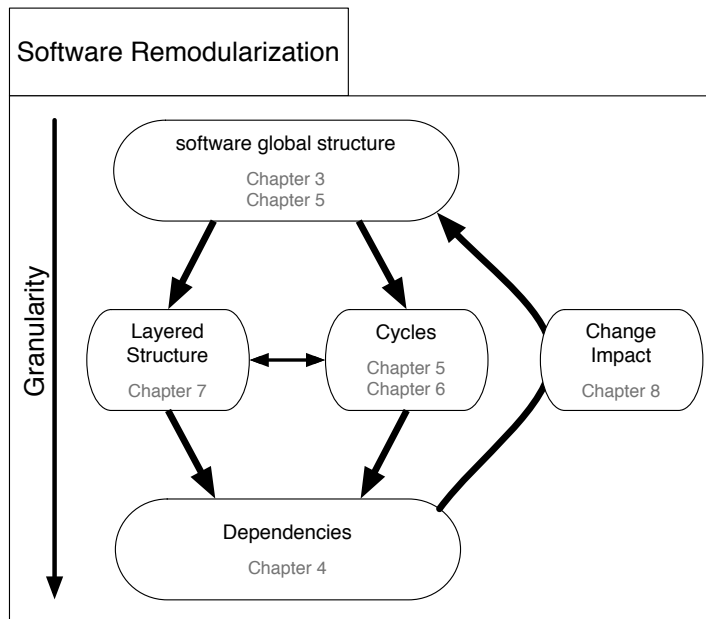 Software Remodularization
software global structure
Chapter 3
Chapter 5
Granularity
Layered
Structure
Chapter 7
Cycles
Chapter 5
Chapter 6
Change
Impact
Chapter 8
Dependencies
Chapter 4